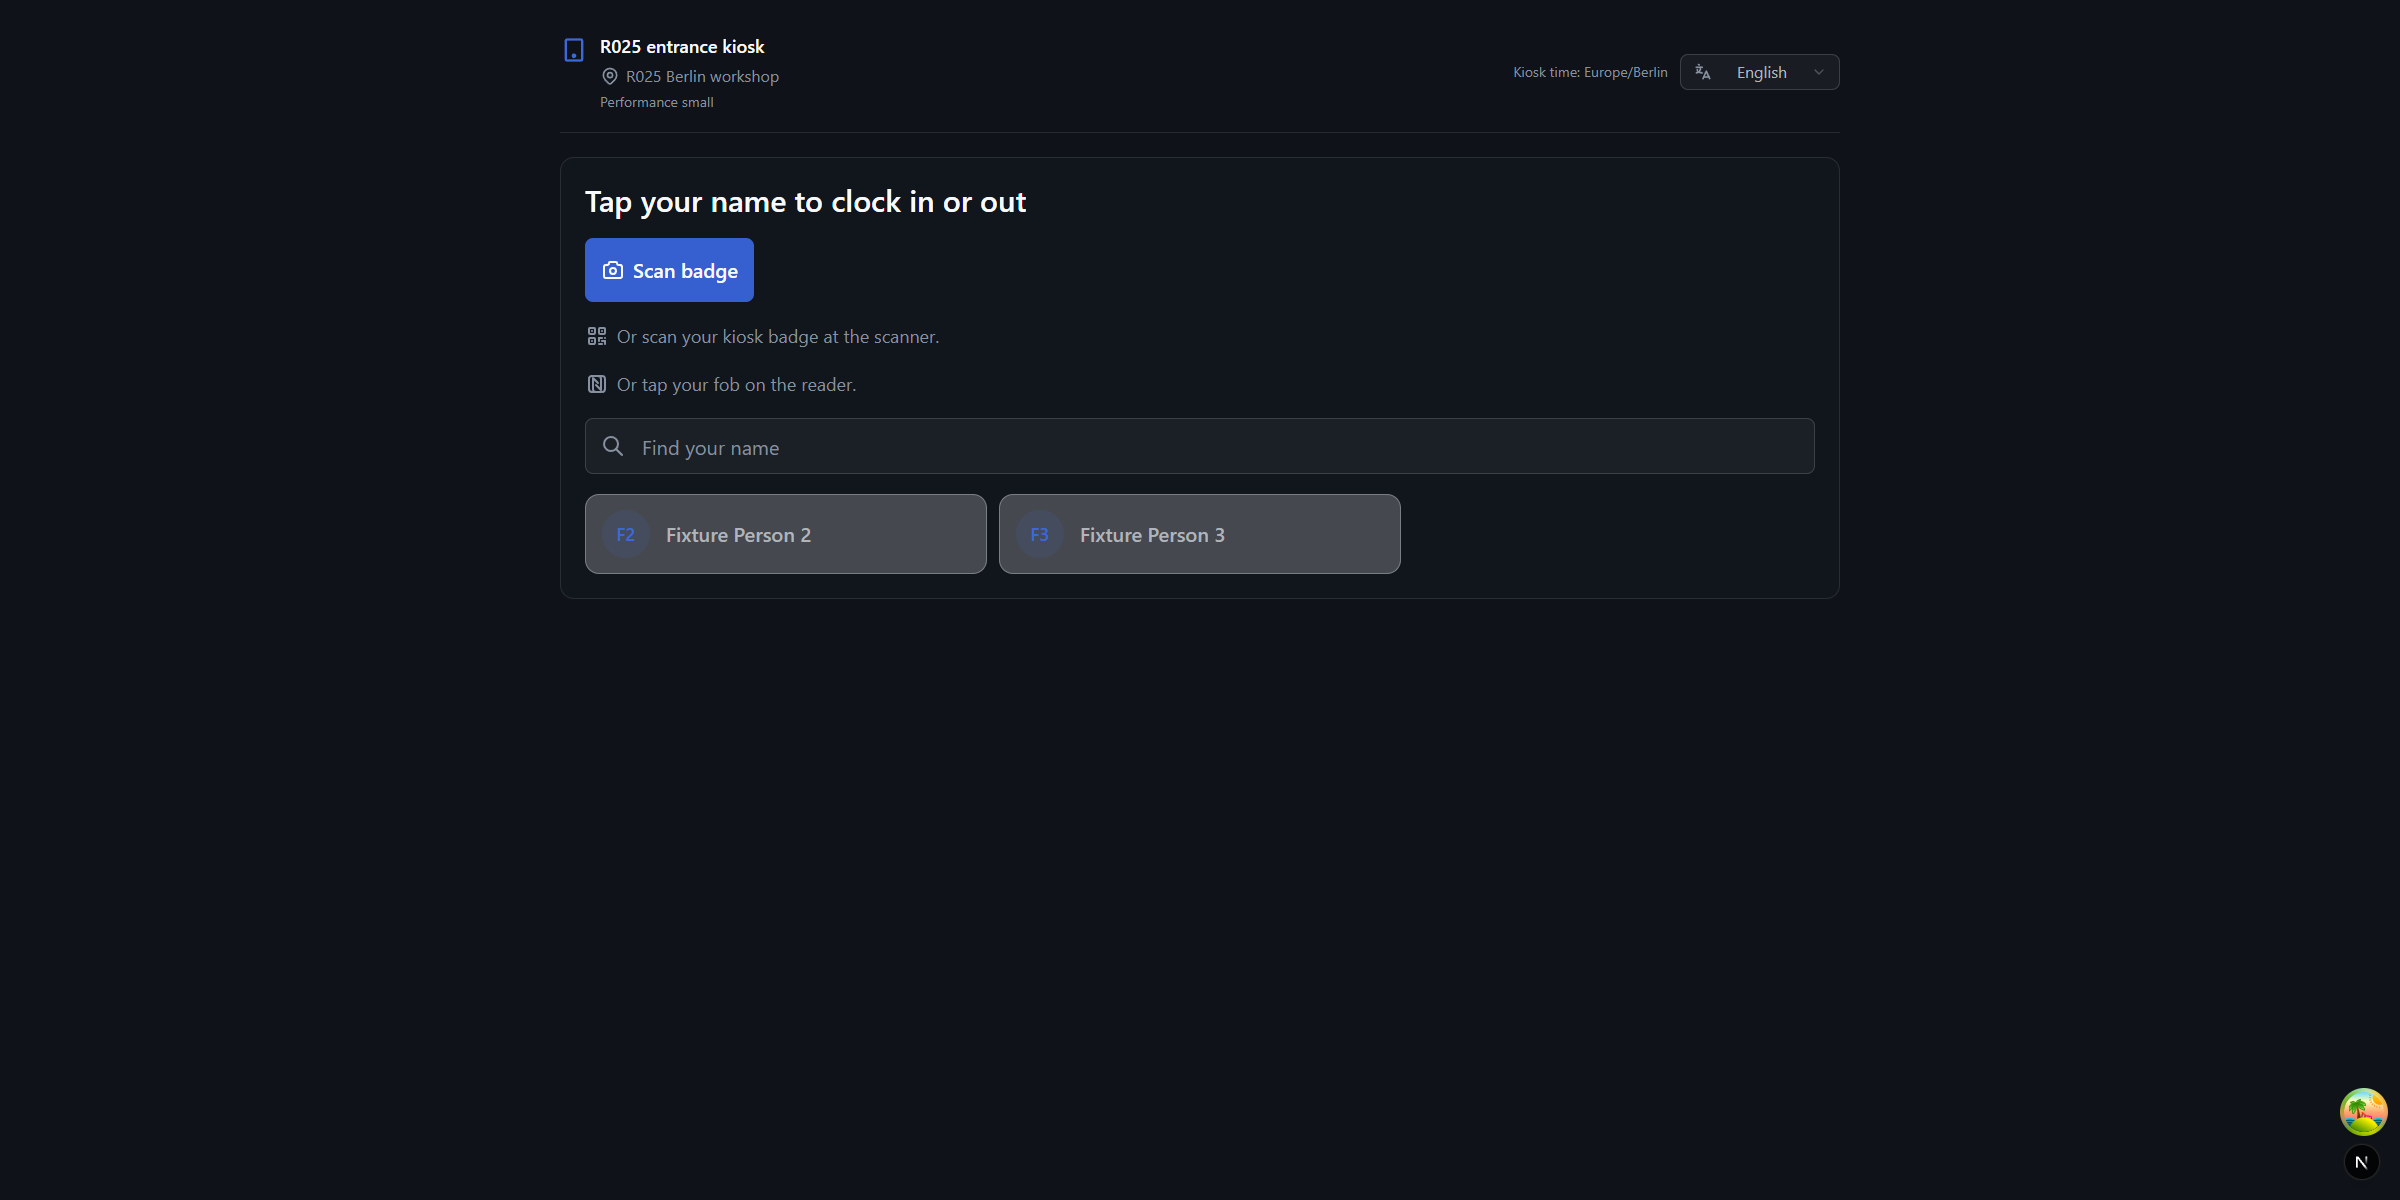 R025 entrance kiosk
R025 Berlin workshop
Performance small
Kiosk time: Europe/Berlin
English
Tap your name to clock in or out
Scan badge
Or scan your kiosk badge at the scanner.
Or tap your fob on the reader.
Find your name
F2 Fixture Person 2
F3 Fixture Person 3
N